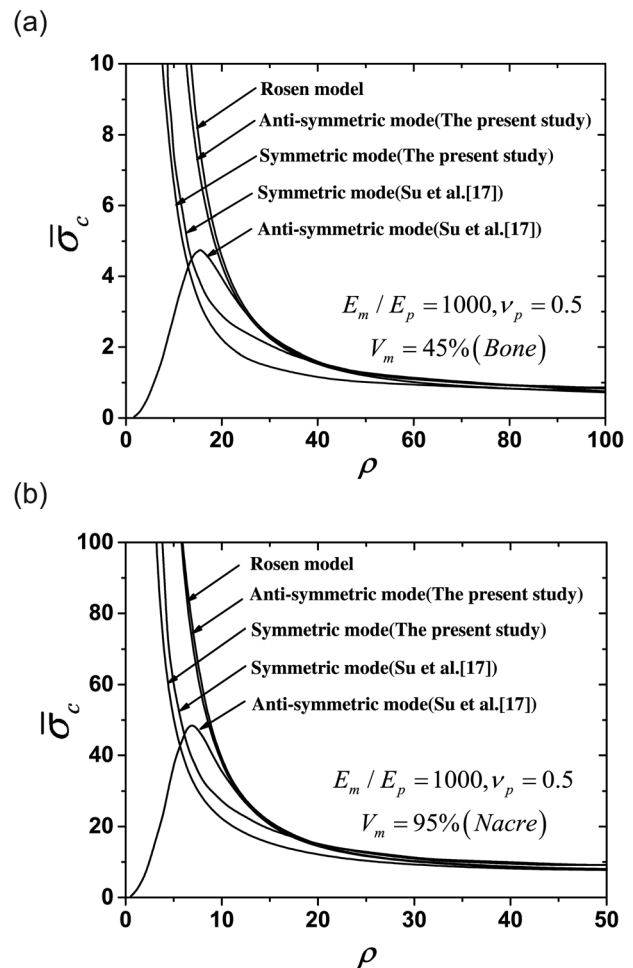 (a)
10
8
6
4
2
0
σ̿c
Rosen model
Anti-symmetric mode(The present study)
Symmetric mode(The present study)
Symmetric mode(Su et al.[17])
Anti-symmetric mode(Su et al.[17])
Em / Ep = 1000, νp = 0.5
Vm = 45%(Bone)
0 20 40 60 80 100
ρ
(b)
100
80
60
40
20
0
σ̿c
Rosen model
Anti-symmetric mode(The present study)
Symmetric mode(The present study)
Symmetric mode(Su et al.[17])
Anti-symmetric mode(Su et al.[17])
Em / Ep = 1000, νp = 0.5
Vm = 95%(Nacre)
0 10 20 30 40 50
ρ